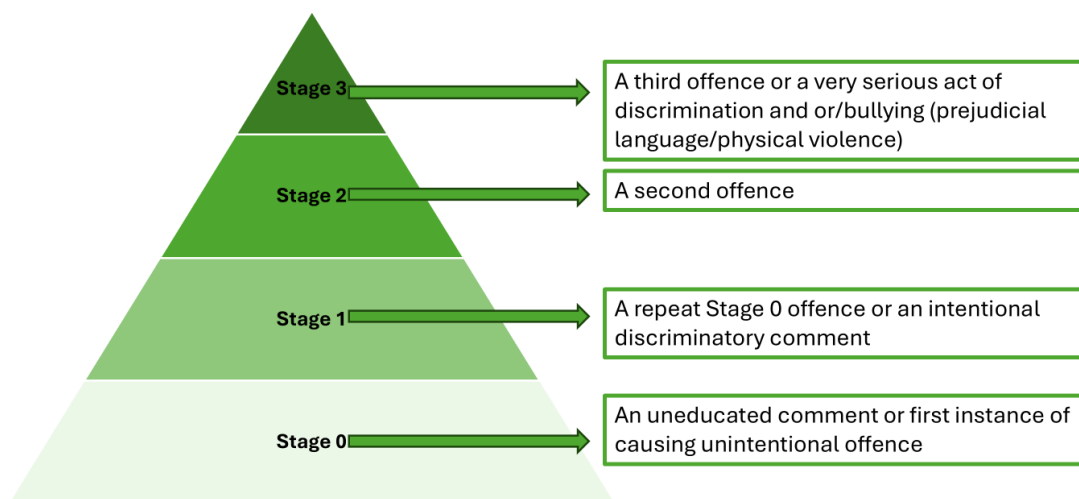 Stage 3
A third offence or a very serious act of
discrimination and or/bullying (prejudicial
language/physical violence)
Stage 2
A second offence
Stage 1
A repeat Stage 0 offence or an intentional
discriminatory comment
Stage 0
An uneducated comment or first instance of
causing unintentional offence